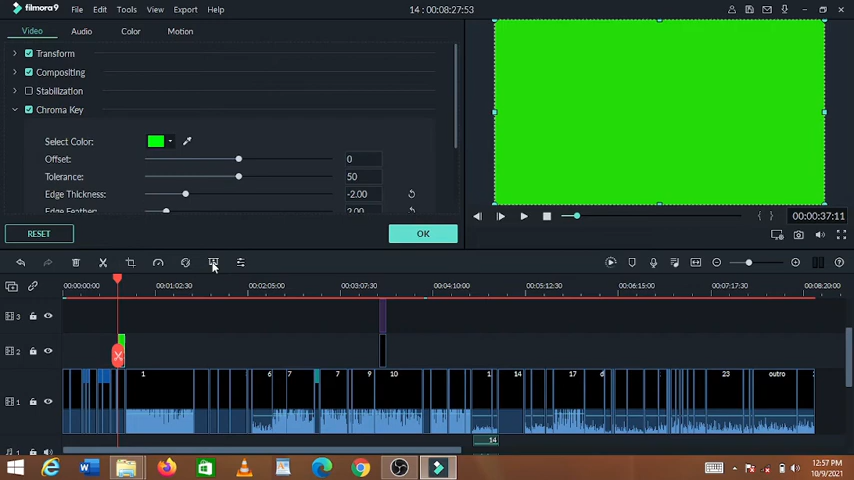 filmora9 File Edit Tools View Export Help 14 : 00:08:27:53
Video Audio Color Motion
Transform
Compositing
Stabilization
Chroma Key
Select Color:
Offset: 0
Tolerance: 50
Edge Thickness: -2.00
Edge Feather: 2.00
RESET OK
00:00:37:11
00:00:00:00 00:01:02:30 00:02:05:00 00:03:07:30 00:04:10:00 00:05:12:30 00:06:15:00 00:07:17:30 00:08:20:00
3
2
1 1 6 7 7 9 10 1 14 17 d 23 outro
1 14
12:57 PM
10/9/2021